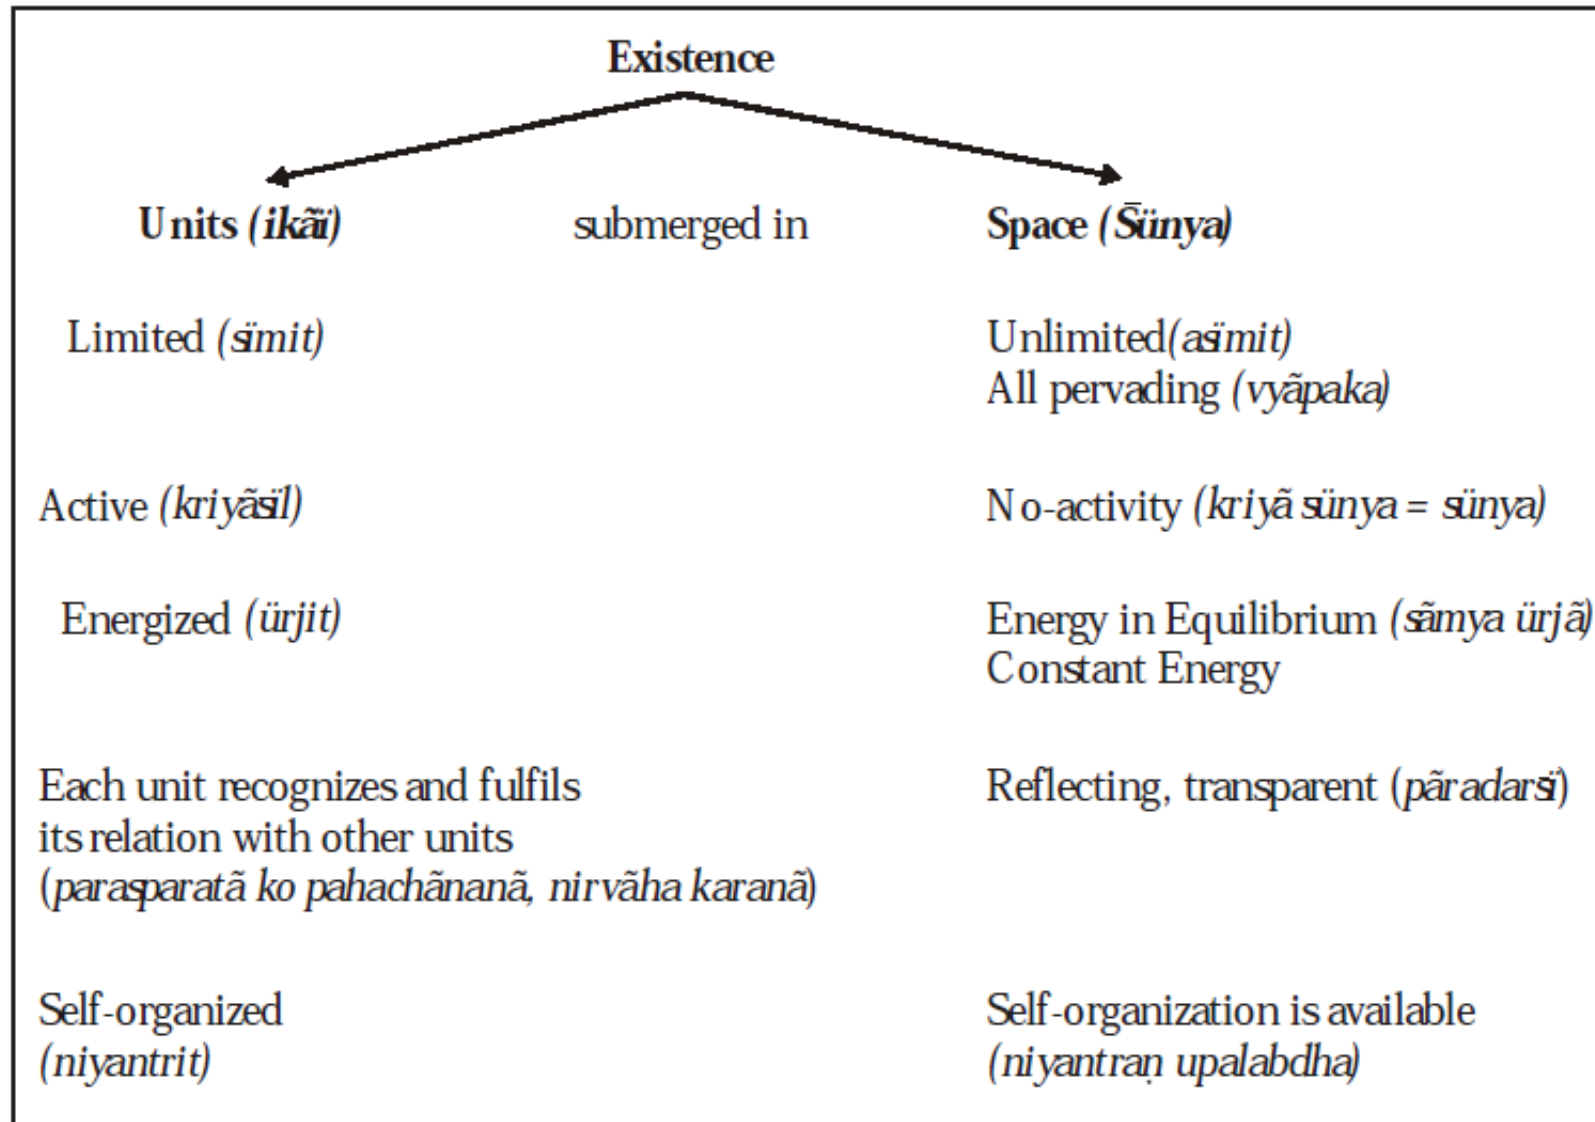 Existence
Units (ikãï) submerged in Space (S̄ünya)
Limited (sïmit) Unlimited(asïmit)
All pervading (vyãpaka)
Active (kriyãsïl) No-activity (kriyã sünya = sünya)
Energized (ürjit) Energy in Equilibrium (sãmya ürjã)
Constant Energy
Each unit recognizes and fulfils Reflecting, transparent (pãradarsï)
its relation with other units
(parasparatã ko pahachãnanã, nirvãha karanã)
Self-organized Self-organization is available
(niyantrit) (niyantraṇ upalabdha)